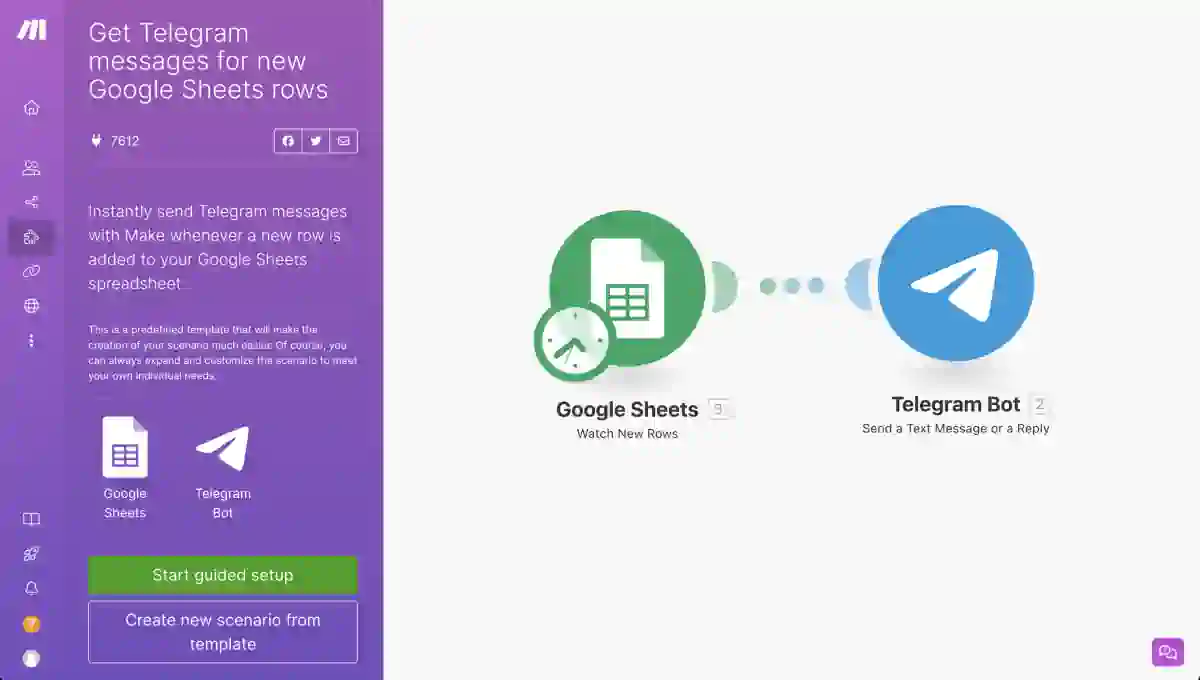 Get Telegram
messages for new
Google Sheets rows
7612
Instantly send Telegram messages
with Make whenever a new row is
added to your Google Sheets
spreadsheet.
This is a predefined template that will make the
creation of your scenario much easier. Of course, you
can always expand and customize the scenario to meet
your own individual needs.
Google
Sheets
Telegram
Bot
Start guided setup
Create new scenario from
template
Google Sheets 9
Watch New Rows
Telegram Bot 2
Send a Text Message or a Reply